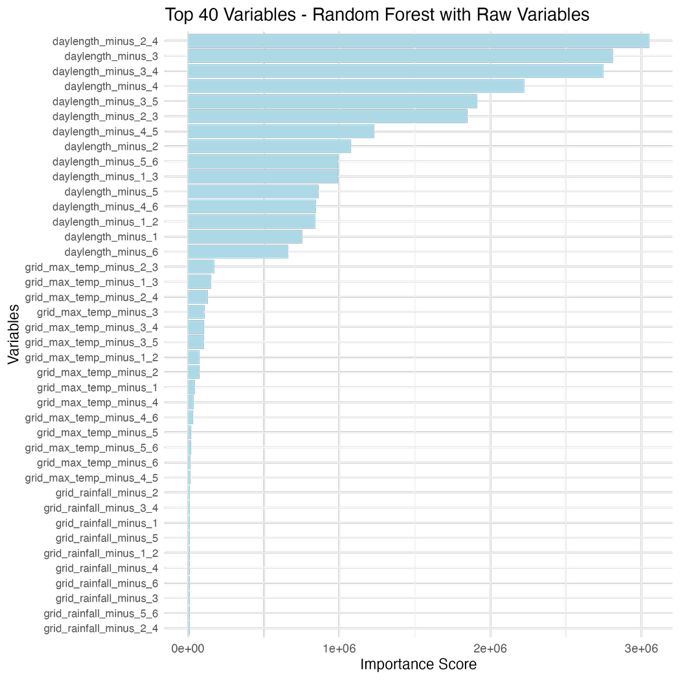 Top 40 Variables - Random Forest with Raw Variables
Variables
daylength_minus_2_4
daylength_minus_3
daylength_minus_3_4
daylength_minus_4
daylength_minus_3_5
daylength_minus_2_3
daylength_minus_4_5
daylength_minus_2
daylength_minus_5_6
daylength_minus_1_3
daylength_minus_5
daylength_minus_4_6
daylength_minus_1_2
daylength_minus_1
daylength_minus_6
grid_max_temp_minus_2_3
grid_max_temp_minus_1_3
grid_max_temp_minus_2_4
grid_max_temp_minus_3
grid_max_temp_minus_3_4
grid_max_temp_minus_3_5
grid_max_temp_minus_1_2
grid_max_temp_minus_2
grid_max_temp_minus_1
grid_max_temp_minus_4
grid_max_temp_minus_4_6
grid_max_temp_minus_5
grid_max_temp_minus_5_6
grid_max_temp_minus_6
grid_max_temp_minus_4_5
grid_rainfall_minus_2
grid_rainfall_minus_3_4
grid_rainfall_minus_1
grid_rainfall_minus_5
grid_rainfall_minus_1_2
grid_rainfall_minus_4
grid_rainfall_minus_6
grid_rainfall_minus_3
grid_rainfall_minus_5_6
grid_rainfall_minus_2_4
0e+00 1e+06 2e+06 3e+06
Importance Score